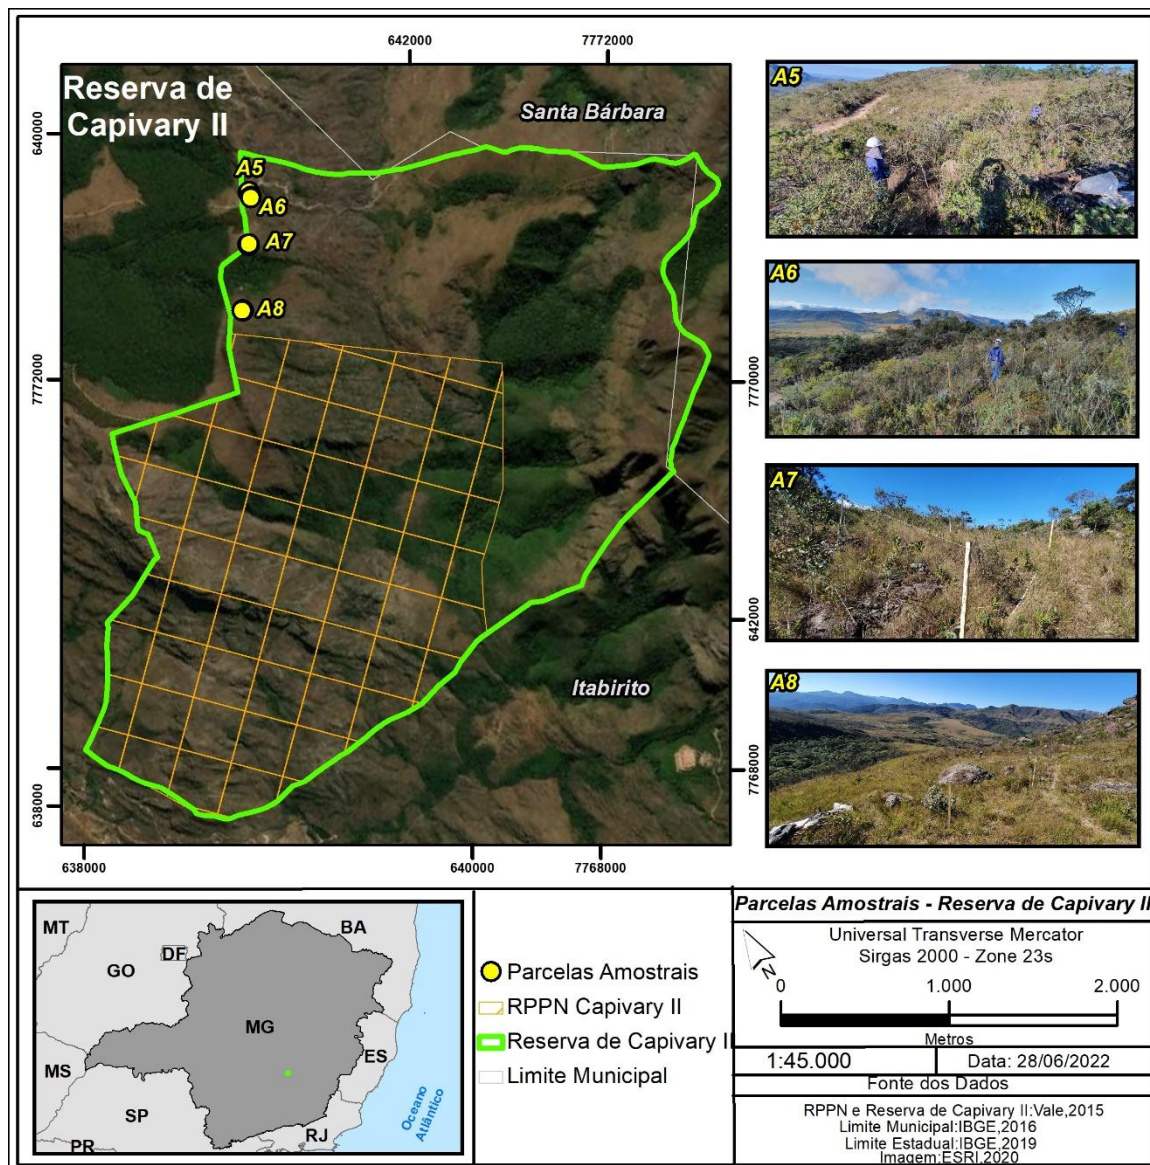 642000
7772000
Reserva de
Capivary II
Santa Bárbara
640000
A5
A6
A7
A8
7772000
7770000
642000
Itabirito
7768000
638000
638000
640000
7768000
A5
A6
A7
A8
MT
BA
DF
GO
MG
ES
MS
SP
RJ
PR
Oceano
Atlântico
Parcelas Amostrais
RPPN Capivary II
Reserva de Capivary II
Limite Municipal
Parcelas Amostrais - Reserva de Capivary II
Universal Transverse Mercator
Sirgas 2000 - Zone 23s
N
0 1.000 2.000
Metros
1:45.000 Data: 28/06/2022
Fonte dos Dados
RPPN e Reserva de Capivary II:Vale,2015
Limite Municipal:IBGE,2016
Limite Estadual:IBGE,2019
Imagem:ESRI,2020